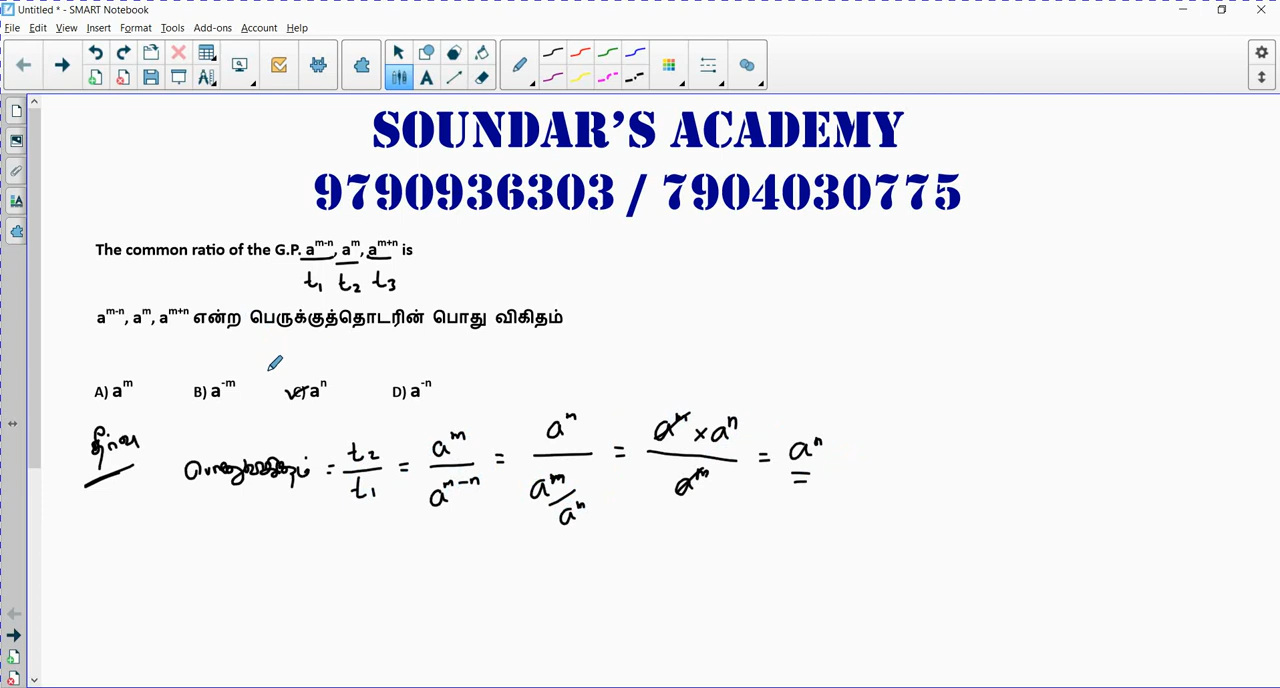 Untitled * - SMART Notebook
File Edit View Insert Format Tools Add-ons Account Help
SOUNDAR'S ACADEMY
9790936303 / 7904030775
The common ratio of the G.P. a^{m-n}, a^{m}, a^{m+n} is
t₁ t₂ t₃
a^{m-n}, a^{m}, a^{m+n} என்ற பெருக்குத்தொடரின் பொது விகிதம்
A) a^{m} B) a^{-m} a^{n} D) a^{-n}
பொதுவிகிதம் = t₂/t₁ = a^{m}/a^{m-n} = a^{m}/(a^{m}/a^{n}) = a^{m} × a^{n}/a^{m} = a^{n}